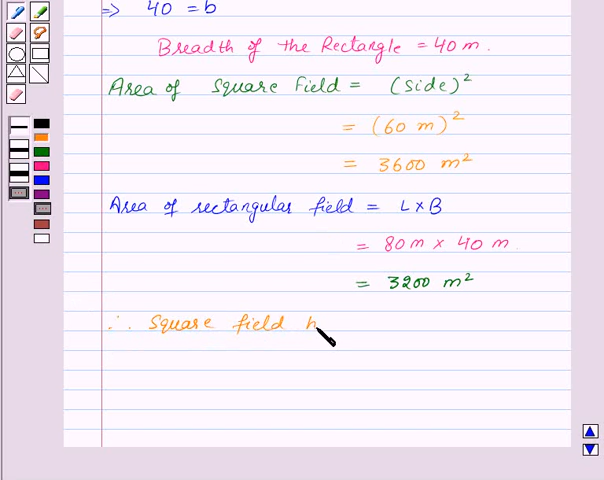 ⇒ 40 = b
Breadth of the Rectangle = 40 m.
Area of Square Field = (side)²
= (60 m)²
= 3600 m²
Area of rectangular field = L × B
= 80 m × 40 m.
= 3200 m²
∴ Square field h